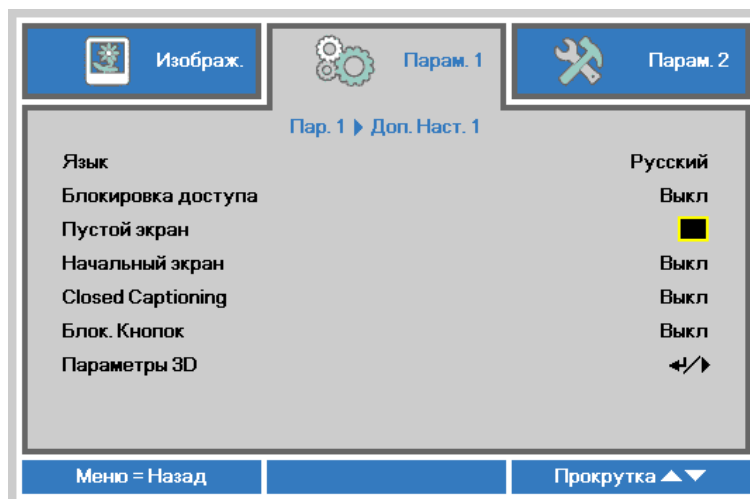 Изображ. Парам. 1 Парам. 2
Пар. 1 Доп. Наст. 1
Язык Русский
Блокировка доступа Выкл
Пустой экран
Начальный экран Выкл
Closed Captioning Выкл
Блок. Кнопок Выкл
Параметры 3D
Меню = Назад Прокрутка